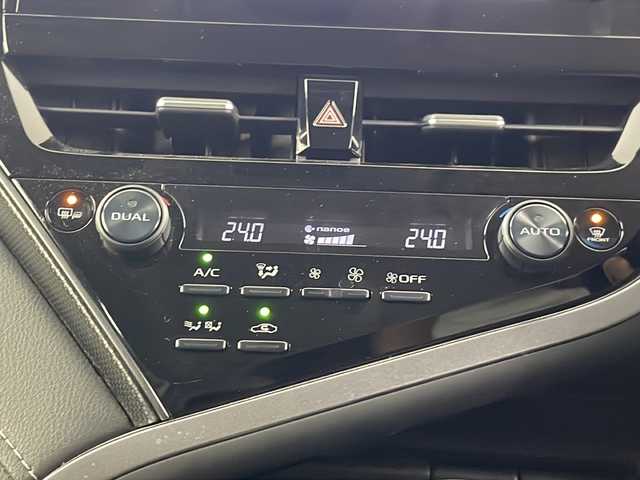 DUAL
24.0
nanoe
24.0
AUTO
FRONT
A/C
OFF